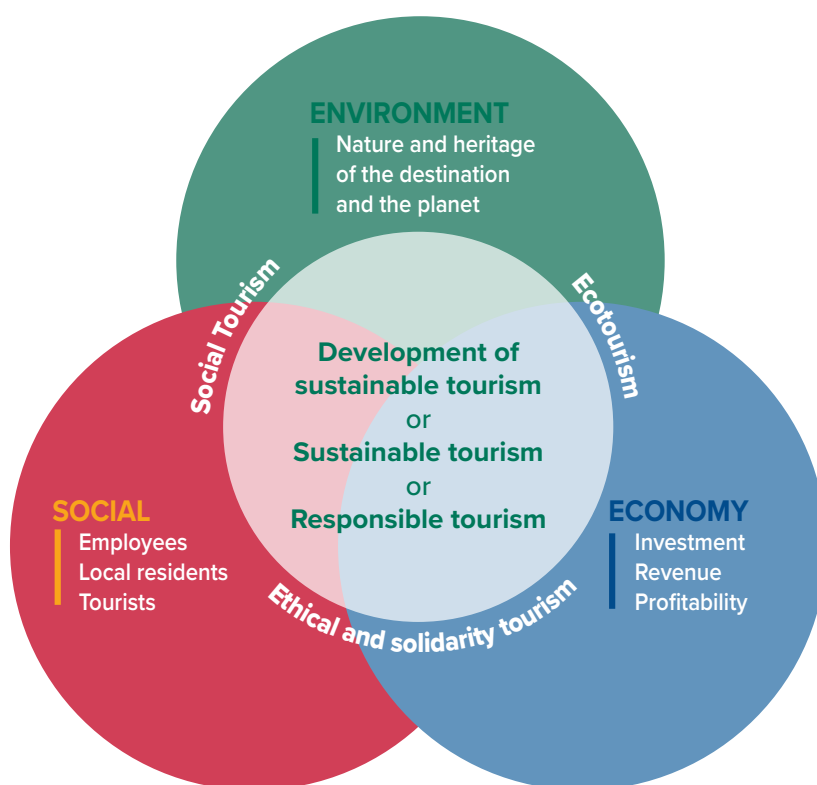 ENVIRONMENT
Nature and heritage
of the destination
and the planet
Social Tourism
Ecotourism
Development of
sustainable tourism
or
Sustainable tourism
or
Responsible tourism
SOCIAL
Employees
Local residents
Tourists
ECONOMY
Investment
Revenue
Profitability
Ethical and solidarity tourism